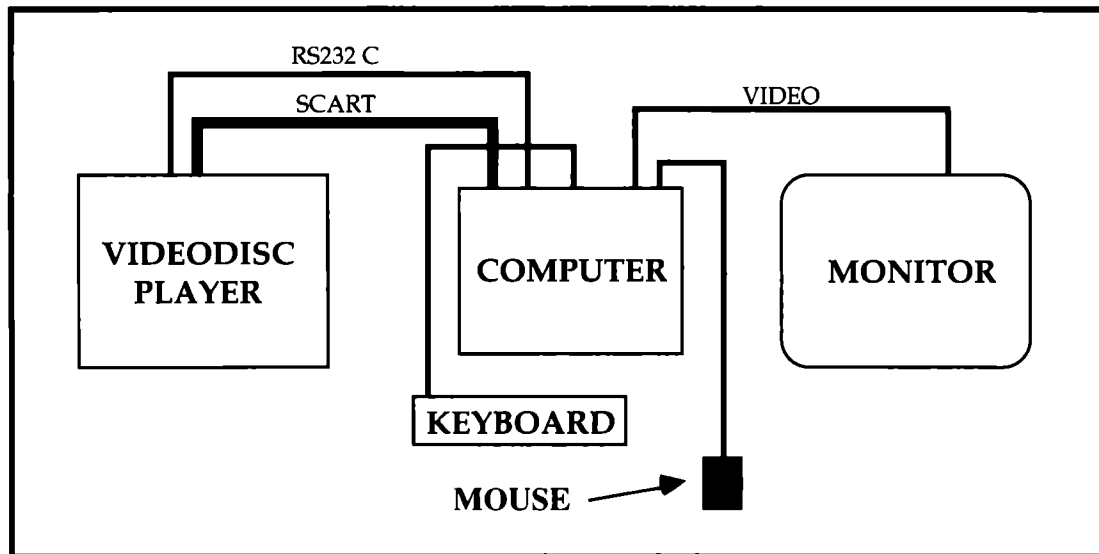 RS232 C
SCART
VIDEO
VIDEODISC
PLAYER
COMPUTER
MONITOR
KEYBOARD
MOUSE